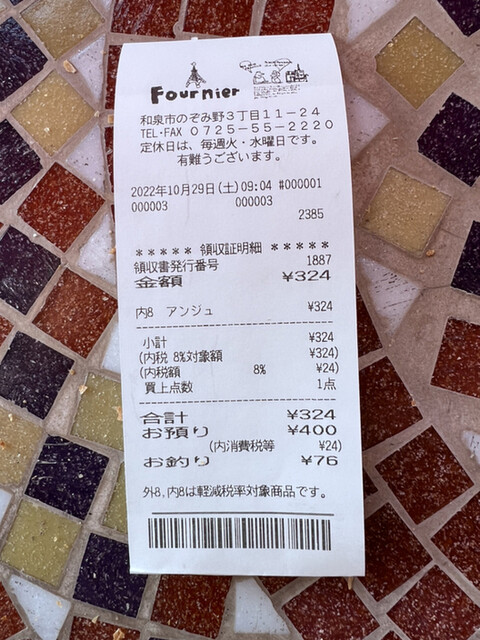 Fournier
和泉市のぞみ野3丁目11-24
TEL・FAX 0725-55-2220
定休日は、毎週火・水曜日です。
有難うございます。
2022年10月29日(土)09:04 #000001
000003 000003
2385
***** 領収証明細 *****
領収書発行番号 1887
金額 ¥324
内8 アンジュ ¥324
小計 ¥324
(内税 8%対象額 ¥324)
(内税額 8% ¥24)
買上点数 1点
合計 ¥324
お預り ¥400
(内消費税等 ¥24)
お釣り ¥76
外8,内8は軽減税率対象商品です。